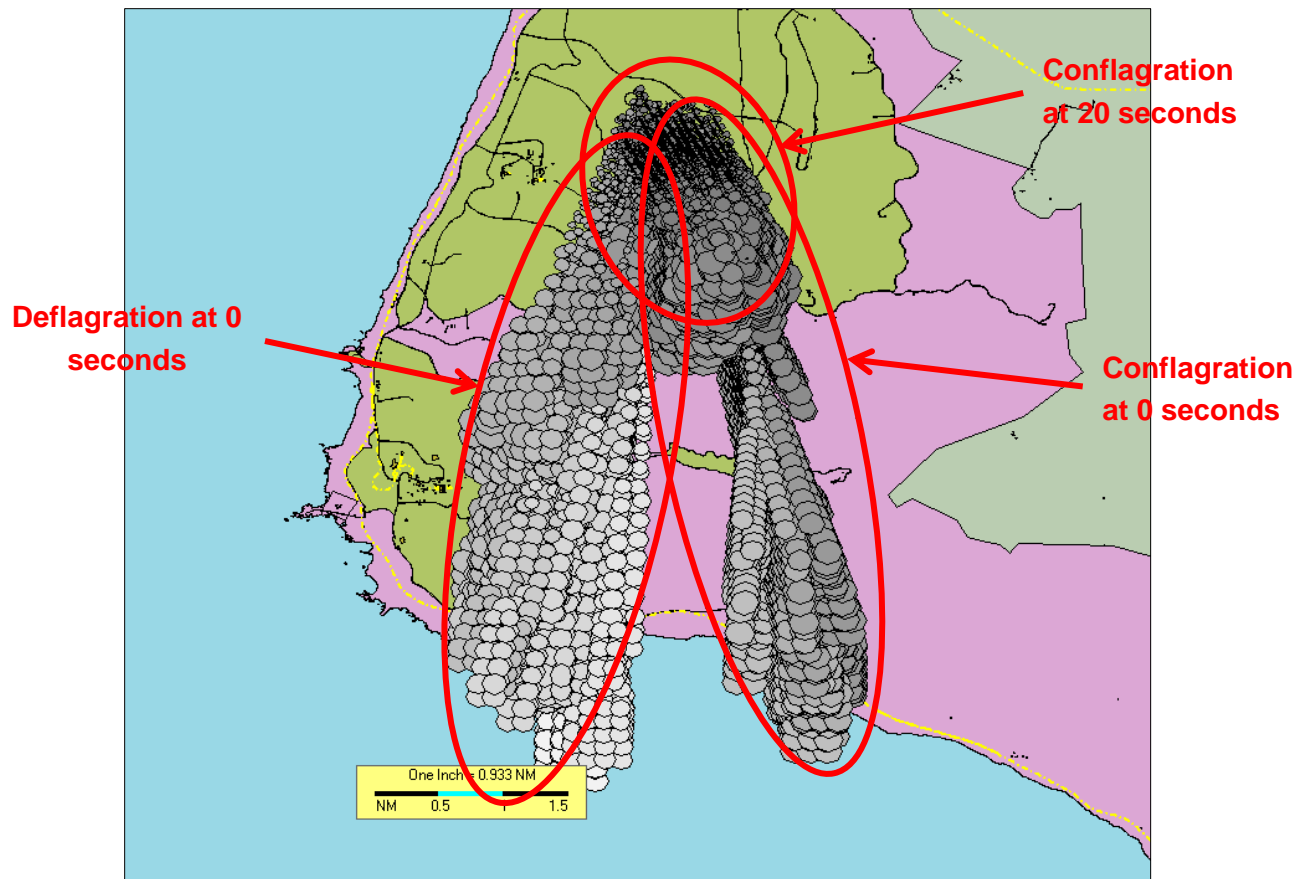 Conflagration
at 20 seconds
Deflagration at 0
seconds
Conflagration
at 0 seconds
One Inch = 0.933 NM
NM 0.5 1 1.5